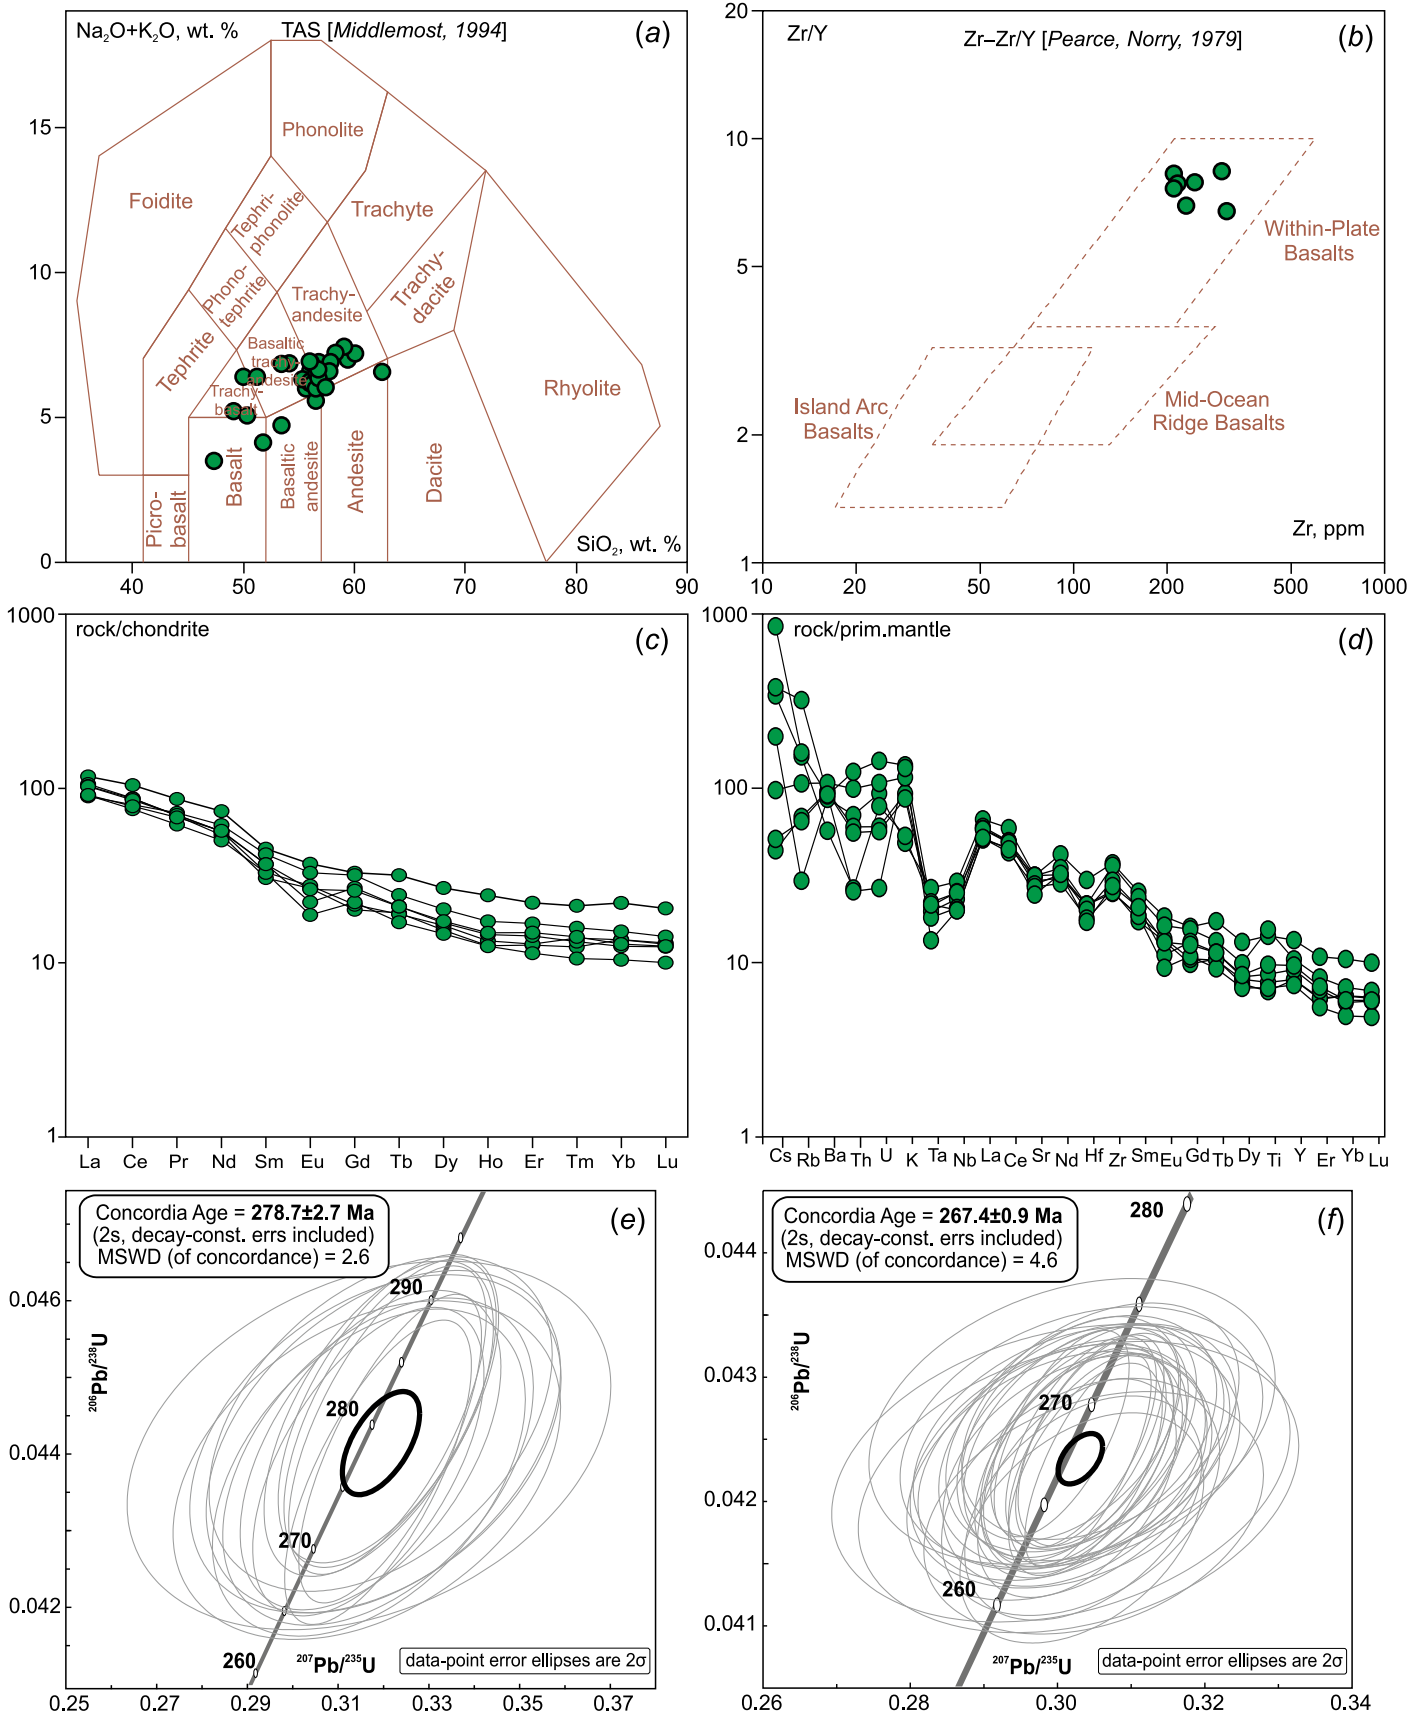 Na₂O+K₂O, wt. %
TAS [Middlemost, 1994]
(a)
15
10
5
0
40
50
60
70
80
90
SiO₂, wt. %
Foidite
Phonolite
Tephri-
phonolite
Phono-
tephrite
Tephrite
Trachyte
Trachy-
andesite
Trachy-
dacite
Basaltic
trachy-
andesite
Trachy-
basalt
Rhyolite
Picro-
basalt
Basalt
Basaltic
andesite
Andesite
Dacite
Zr/Y
Zr–Zr/Y [Pearce, Norry, 1979]
(b)
20
10
5
2
1
10
20
50
100
200
500
1000
Zr, ppm
Within-Plate
Basalts
Island Arc
Basalts
Mid-Ocean
Ridge Basalts
rock/chondrite
(c)
1000
100
10
1
La Ce Pr Nd Sm Eu Gd Tb Dy Ho Er Tm Yb Lu
rock/prim.mantle
(d)
1000
100
10
1
Cs Rb Ba Th U K Ta Nb La Ce Sr Nd Hf Zr Sm Eu Gd Tb Dy Ti Y Er Yb Lu
Concordia Age = 278.7±2.7 Ma
(2s, decay-const. errs included)
MSWD (of concordance) = 2.6
(e)
0.046
0.044
0.042
²⁰⁶Pb/²³⁸U
290
280
270
260
²⁰⁷Pb/²³⁵U
data-point error ellipses are 2σ
0.25
0.27
0.29
0.31
0.33
0.35
0.37
Concordia Age = 267.4±0.9 Ma
(2s, decay-const. errs included)
MSWD (of concordance) = 4.6
(f)
0.044
0.043
0.042
0.041
²⁰⁶Pb/²³⁸U
280
270
260
²⁰⁷Pb/²³⁵U
data-point error ellipses are 2σ
0.26
0.28
0.30
0.32
0.34